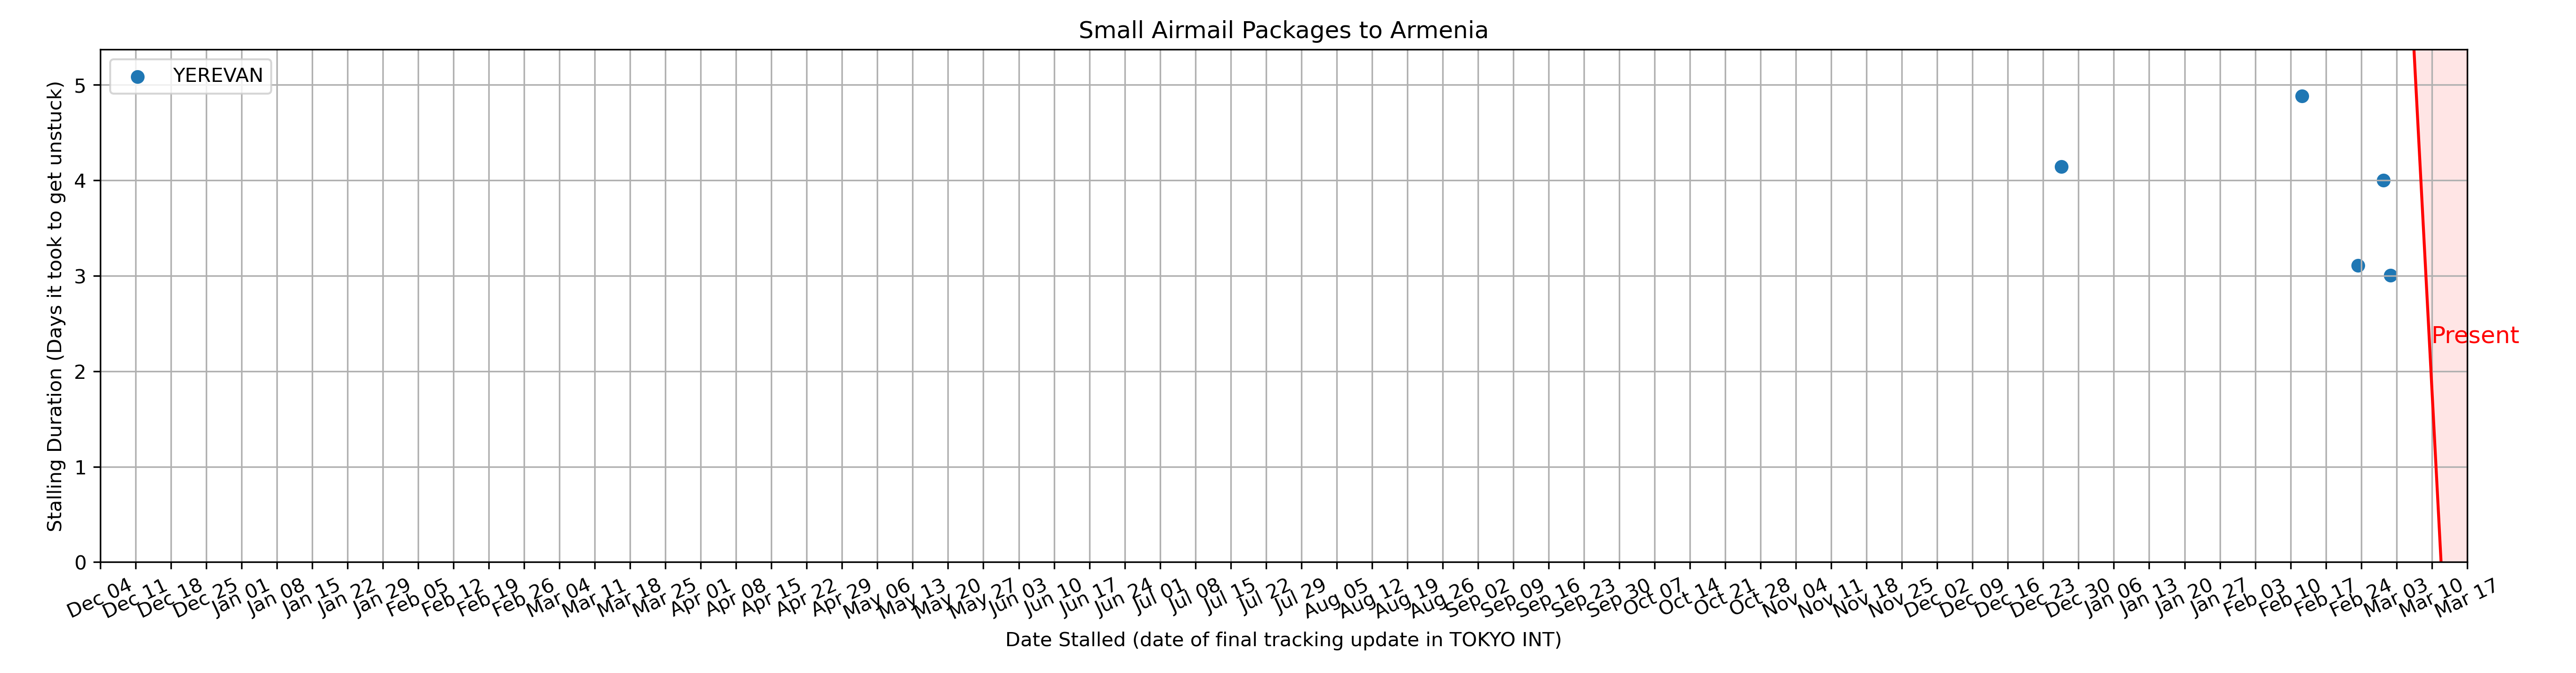 Small Airmail Packages to Armenia
YEREVAN
Stalling Duration (Days it took to get unstuck)
5
4
3
2
1
0
Present
Dec 04
Dec 11
Dec 18
Dec 25
Jan 01
Jan 08
Jan 15
Jan 22
Jan 29
Feb 05
Feb 12
Feb 19
Feb 26
Mar 04
Mar 11
Mar 18
Mar 25
Apr 01
Apr 08
Apr 15
Apr 22
Apr 29
May 06
May 13
May 20
May 27
Jun 03
Jun 10
Jun 17
Jun 24
Jul 01
Jul 08
Jul 15
Jul 22
Jul 29
Aug 05
Aug 12
Aug 19
Aug 26
Sep 02
Sep 09
Sep 16
Sep 23
Sep 30
Oct 07
Oct 14
Oct 21
Oct 28
Nov 04
Nov 11
Nov 18
Nov 25
Dec 02
Dec 09
Dec 16
Dec 23
Dec 30
Jan 06
Jan 13
Jan 20
Jan 27
Feb 03
Feb 10
Feb 17
Feb 24
Mar 03
Mar 10
Mar 17
Date Stalled (date of final tracking update in TOKYO INT)